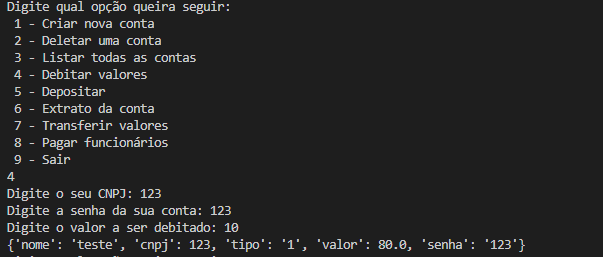 Digite qual opção queira seguir:
1 - Criar nova conta
2 - Deletar uma conta
3 - Listar todas as contas
4 - Debitar valores
5 - Depositar
6 - Extrato da conta
7 - Transferir valores
8 - Pagar funcionários
9 - Sair
4
Digite o seu CNPJ: 123
Digite a senha da sua conta: 123
Digite o valor a ser debitado: 10
{'nome': 'teste', 'cnpj': 123, 'tipo': '1', 'valor': 80.0, 'senha': '123'}